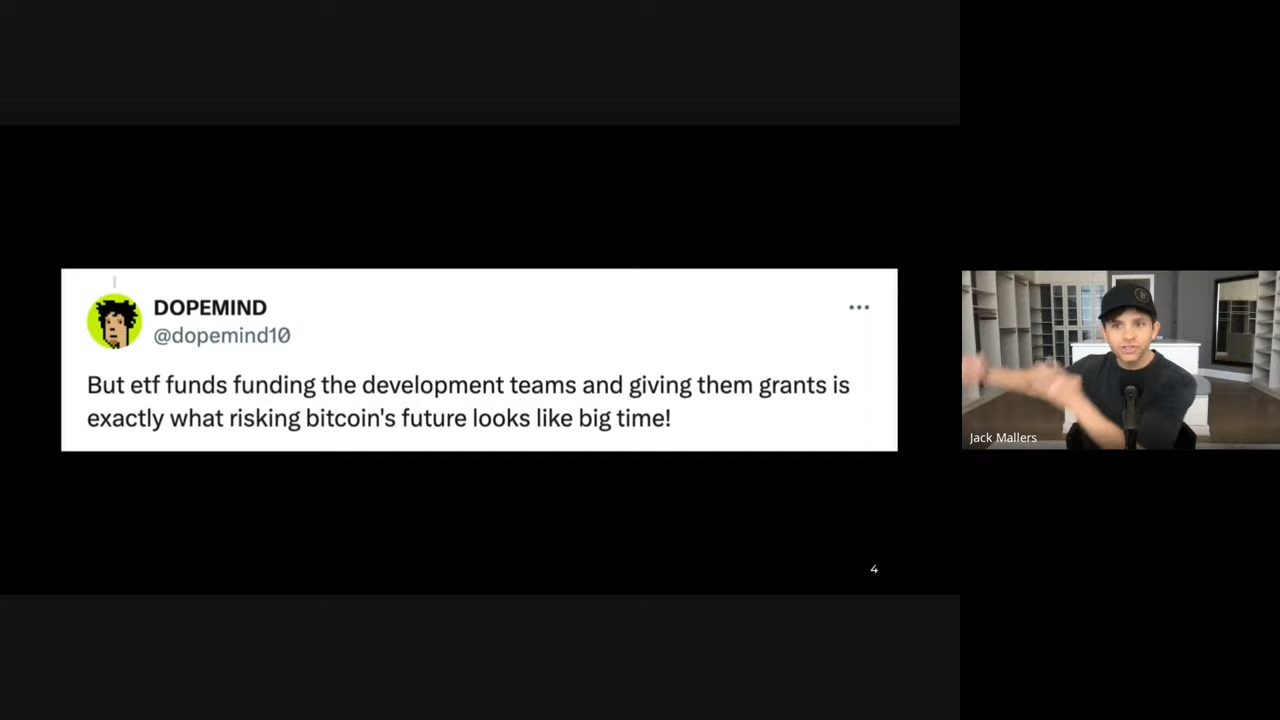 DOPEMIND
@dopemind10
But etf funds funding the development teams and giving them grants is
exactly what risking bitcoin's future looks like big time!
Jack Mallers
4